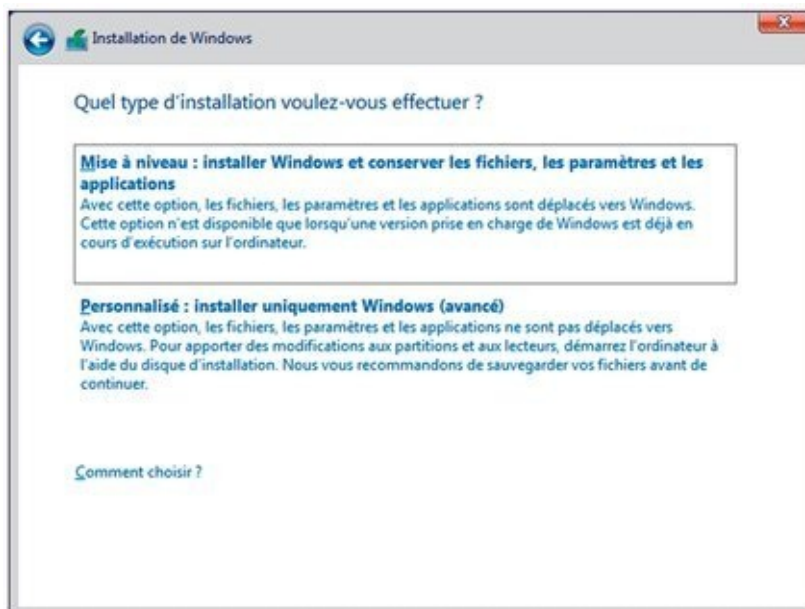 Installation de Windows
Quel type d'installation voulez-vous effectuer ?
Mise à niveau : installer Windows et conserver les fichiers, les paramètres et les
applications
Avec cette option, les fichiers, les paramètres et les applications sont déplacés vers Windows.
Cette option n'est disponible que lorsqu'une version prise en charge de Windows est déjà en
cours d'exécution sur l'ordinateur.
Personnalisé : installer uniquement Windows (avancé)
Avec cette option, les fichiers, les paramètres et les applications ne sont pas déplacés vers
Windows. Pour apporter des modifications aux partitions et aux lecteurs, démarrez l'ordinateur à
l'aide du disque d'installation. Nous vous recommandons de sauvegarder vos fichiers avant de
continuer.
Comment choisir ?